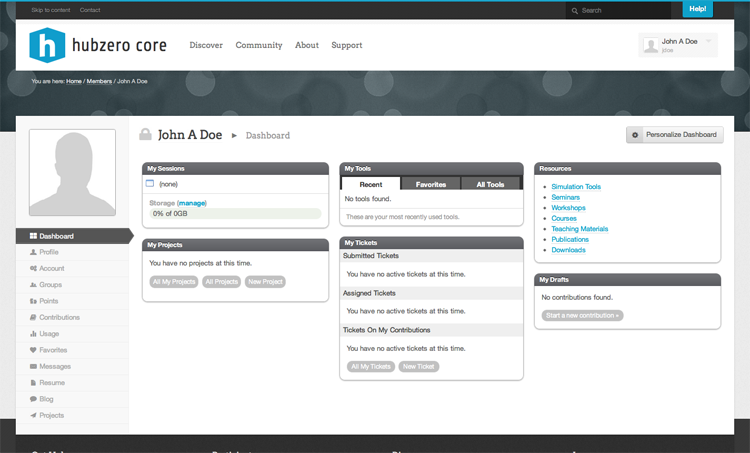 Skip to content Contact Search Help!
h hubzero core Discover Community About Support John A Doe
jdoe
You are here: Home / Members / John A Doe
John A Doe ▸ Dashboard Personalize Dashboard
My Sessions
(none)
Storage (manage)
0% of 0GB
My Projects
You have no projects at this time.
All My Projects All Projects New Project
My Tools
Recent Favorites All Tools
No tools found.
These are your most recently used tools.
My Tickets
Submitted Tickets
You have no active tickets at this time.
Assigned Tickets
You have no active tickets at this time.
Tickets On My Contributions
You have no active tickets at this time.
All My Tickets New Ticket
Resources
Simulation Tools
Seminars
Workshops
Courses
Teaching Materials
Publications
Downloads
My Drafts
No contributions found.
Start a new contribution ›
Dashboard
Profile
Account
Groups
Points
Contributions
Usage
Favorites
Messages
Resume
Blog
Projects